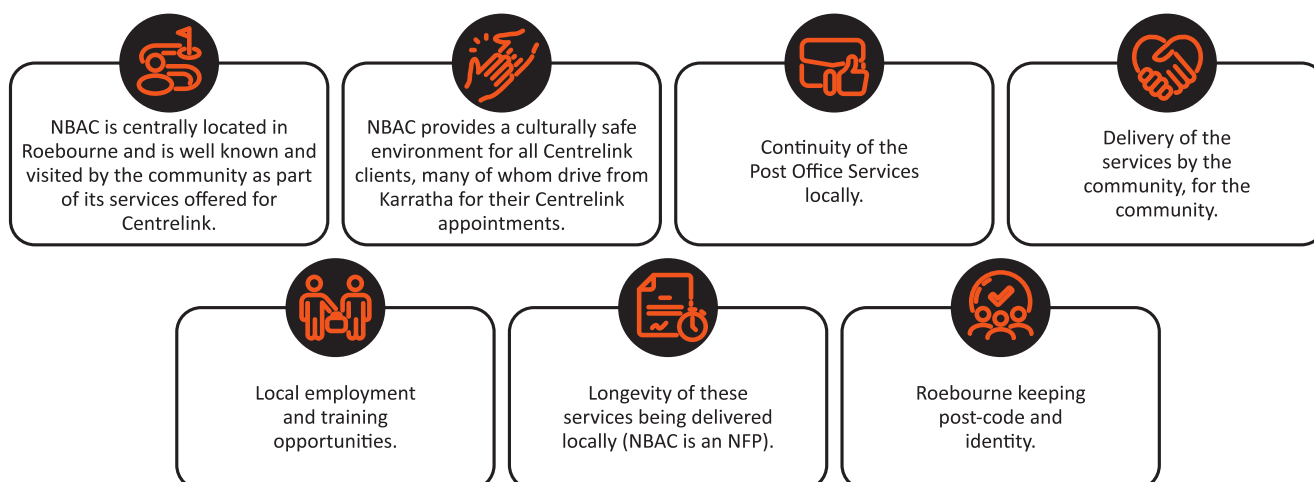 NBAC is centrally located in
Roebourne and is well known and
visited by the community as part
of its services offered for
Centrelink.
NBAC provides a culturally safe
environment for all Centrelink
clients, many of whom drive from
Karratha for their Centrelink
appointments.
Continuity of the
Post Office Services
locally.
Delivery of the
services by the
community, for the
community.
Local employment
and training
opportunities.
Longevity of these
services being delivered
locally (NBAC is an NFP).
Roebourne keeping
post-code and
identity.